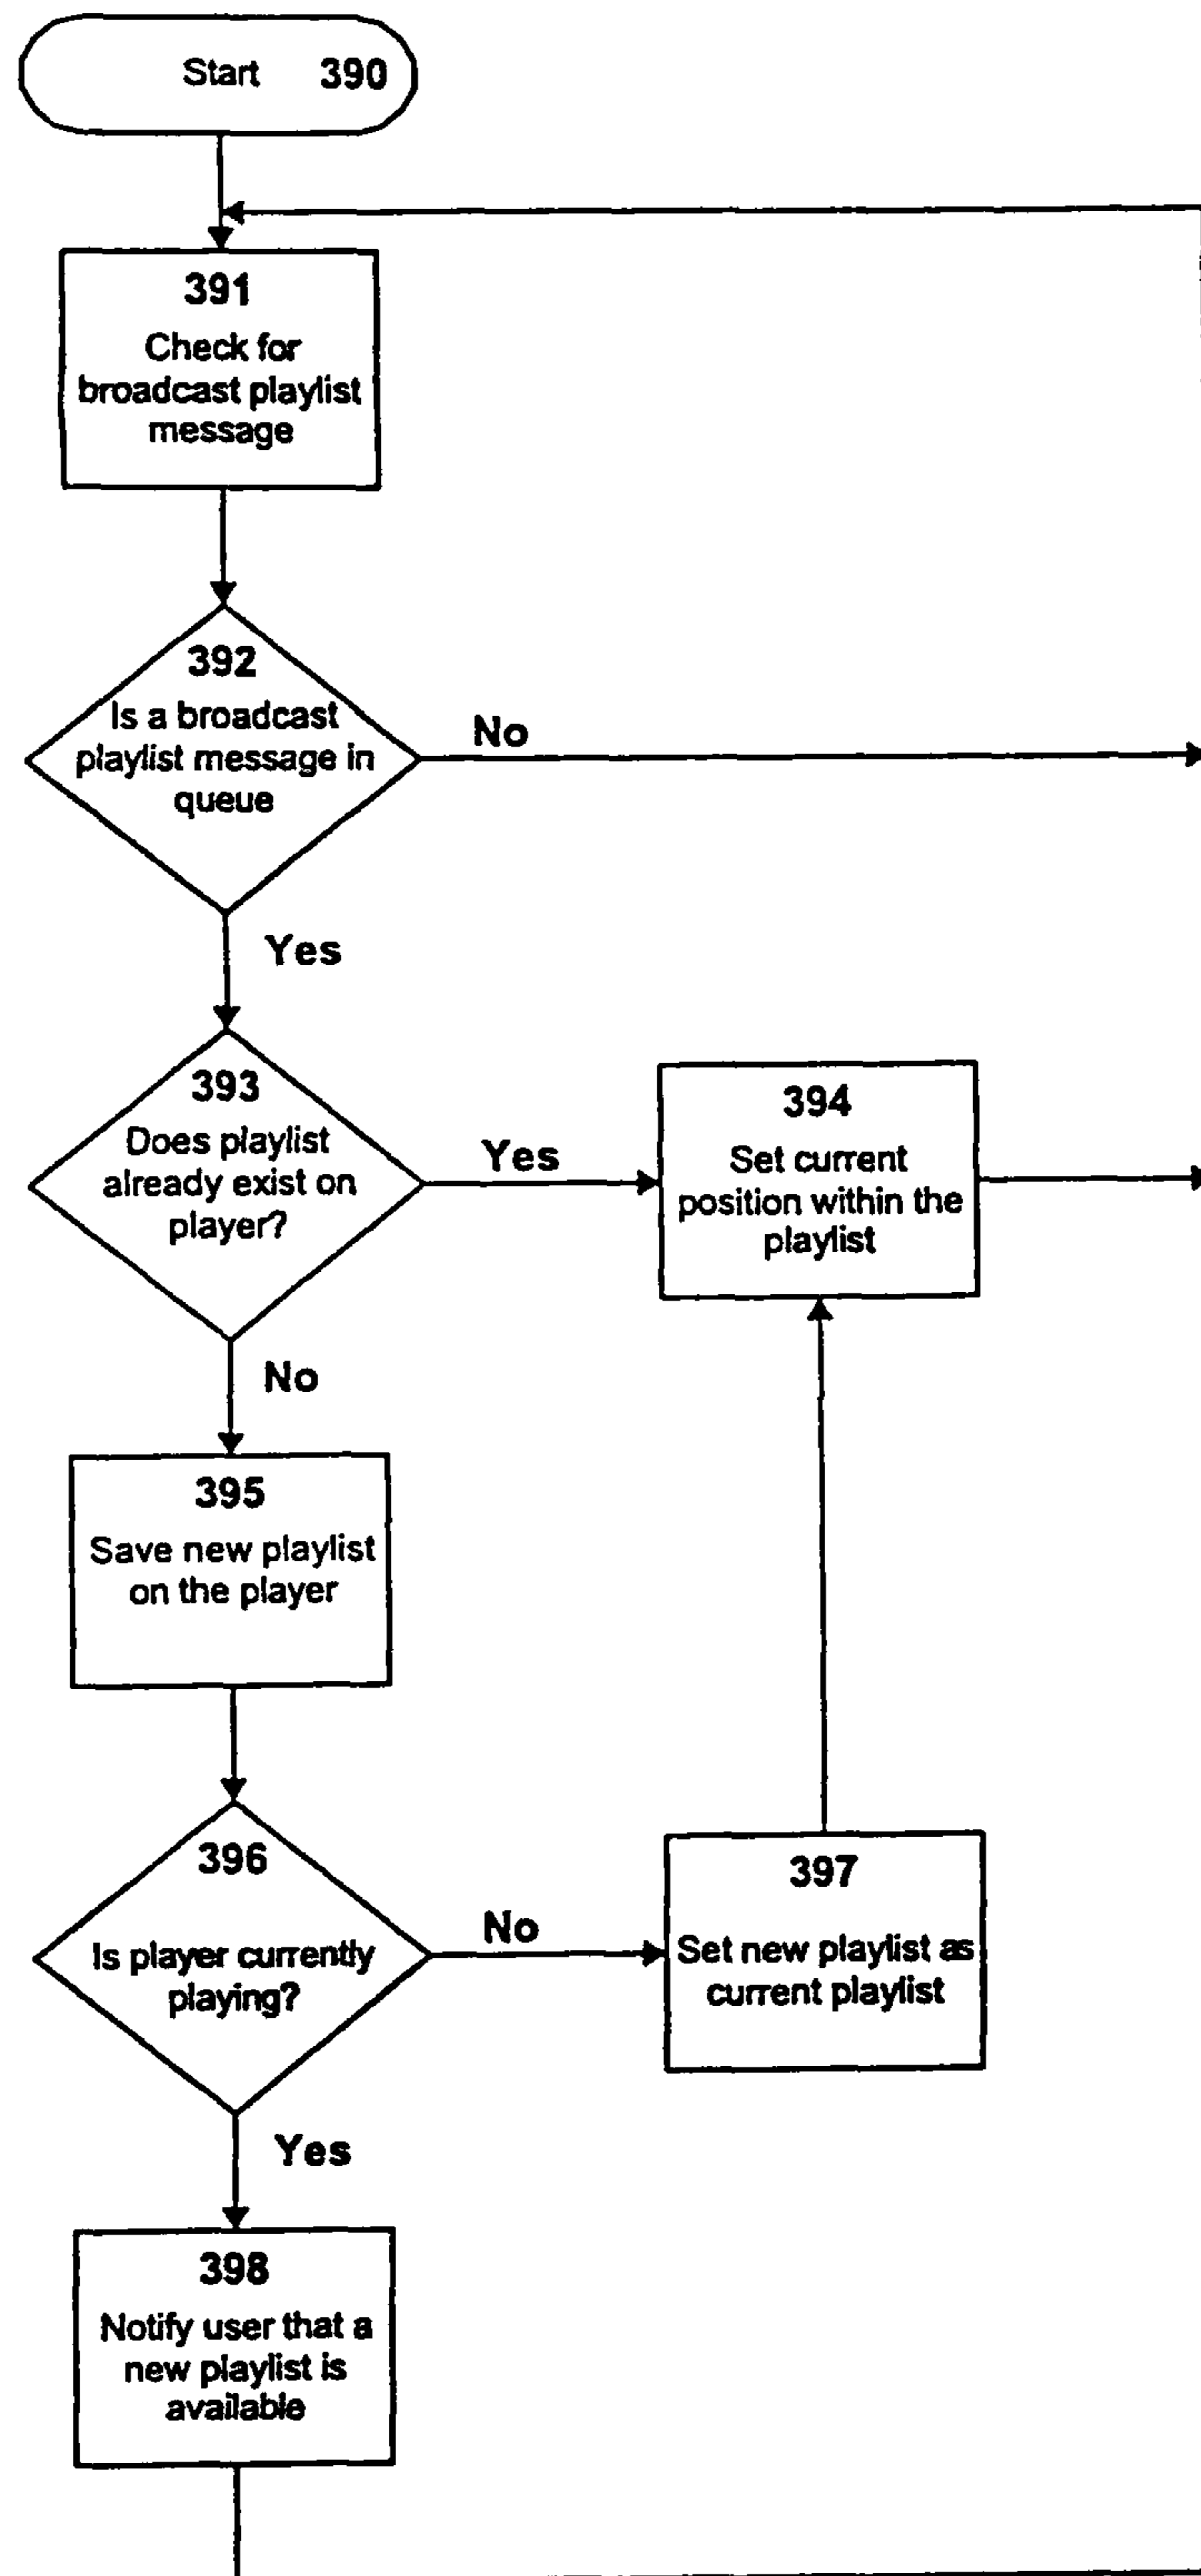 Start 390
391
Check for
broadcast playlist
message
392
Is a broadcast
playlist message in
queue
No
Yes
393
Does playlist
already exist on
player?
Yes
394
Set current
position within the
playlist
No
395
Save new playlist
on the player
396
Is player currently
playing?
No
397
Set new playlist as
current playlist
Yes
398
Notify user that a
new playlist is
available